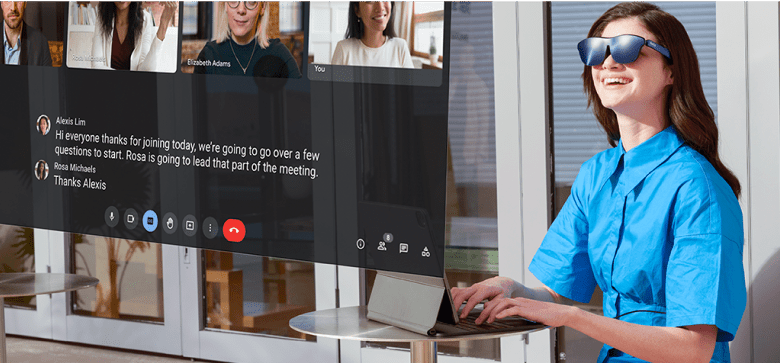 Elizabeth Adams
You
Alexis Lim
Hi everyone thanks for joining today, we're going to go over a few
questions to start. Rosa is going to lead that part of the meeting.
Rosa Michaels
Thanks Alexis
8